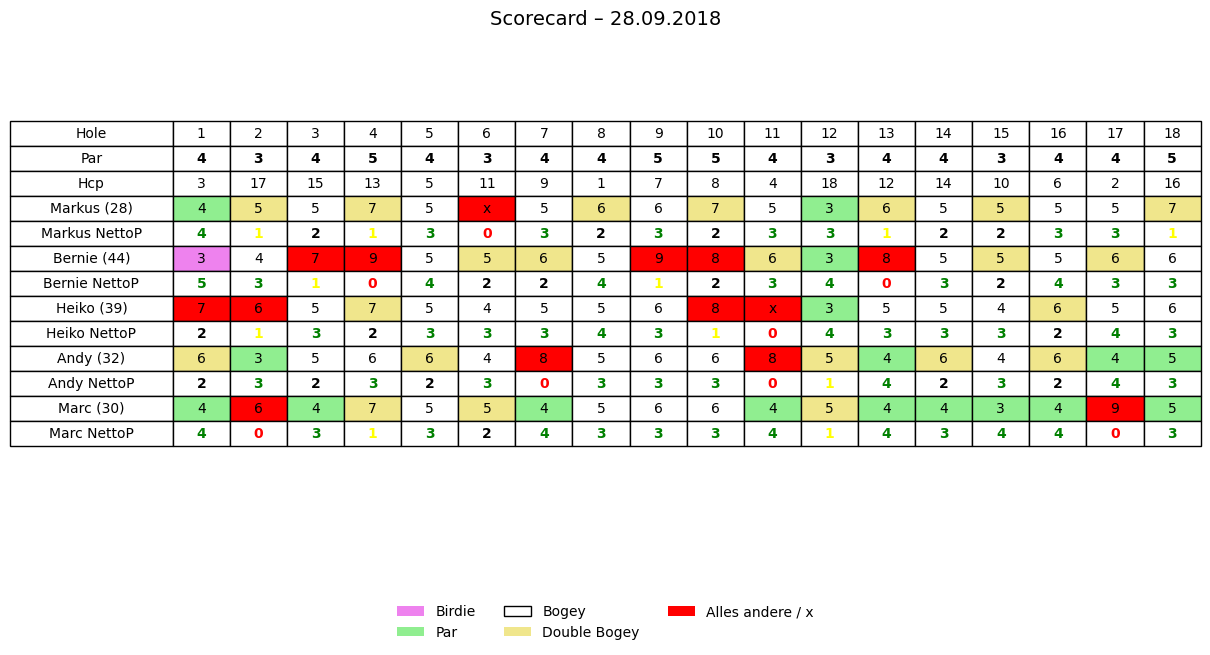 Scorecard – 28.09.2018
Hole 1 2 3 4 5 6 7 8 9 10 11 12 13 14 15 16 17 18
Par 4 3 4 5 4 3 4 4 5 5 4 3 4 4 3 4 4 5
Hcp 3 17 15 13 5 11 9 1 7 8 4 18 12 14 10 6 2 16
Markus (28) 4 5 5 7 5 x 5 6 6 7 5 3 6 5 5 5 5 7
Markus NettoP 4 1 2 1 3 0 3 2 3 2 3 3 1 2 2 3 3 1
Bernie (44) 3 4 7 9 5 5 6 5 9 8 6 3 8 5 5 5 6 6
Bernie NettoP 5 3 1 0 4 2 2 4 1 2 3 4 0 3 2 4 3 3
Heiko (39) 7 6 5 7 5 4 5 5 6 8 x 3 5 5 4 6 5 6
Heiko NettoP 2 1 3 2 3 3 3 4 3 1 0 4 3 3 3 2 4 3
Andy (32) 6 3 5 6 6 4 8 5 6 6 8 5 4 6 4 6 4 5
Andy NettoP 2 3 2 3 2 3 0 3 3 3 0 1 4 2 3 2 4 3
Marc (30) 4 6 4 7 5 5 4 5 6 6 4 5 4 4 3 4 9 5
Marc NettoP 4 0 3 1 3 2 4 3 3 3 4 1 4 3 4 4 0 3
Birdie Bogey Alles andere / x
Par Double Bogey